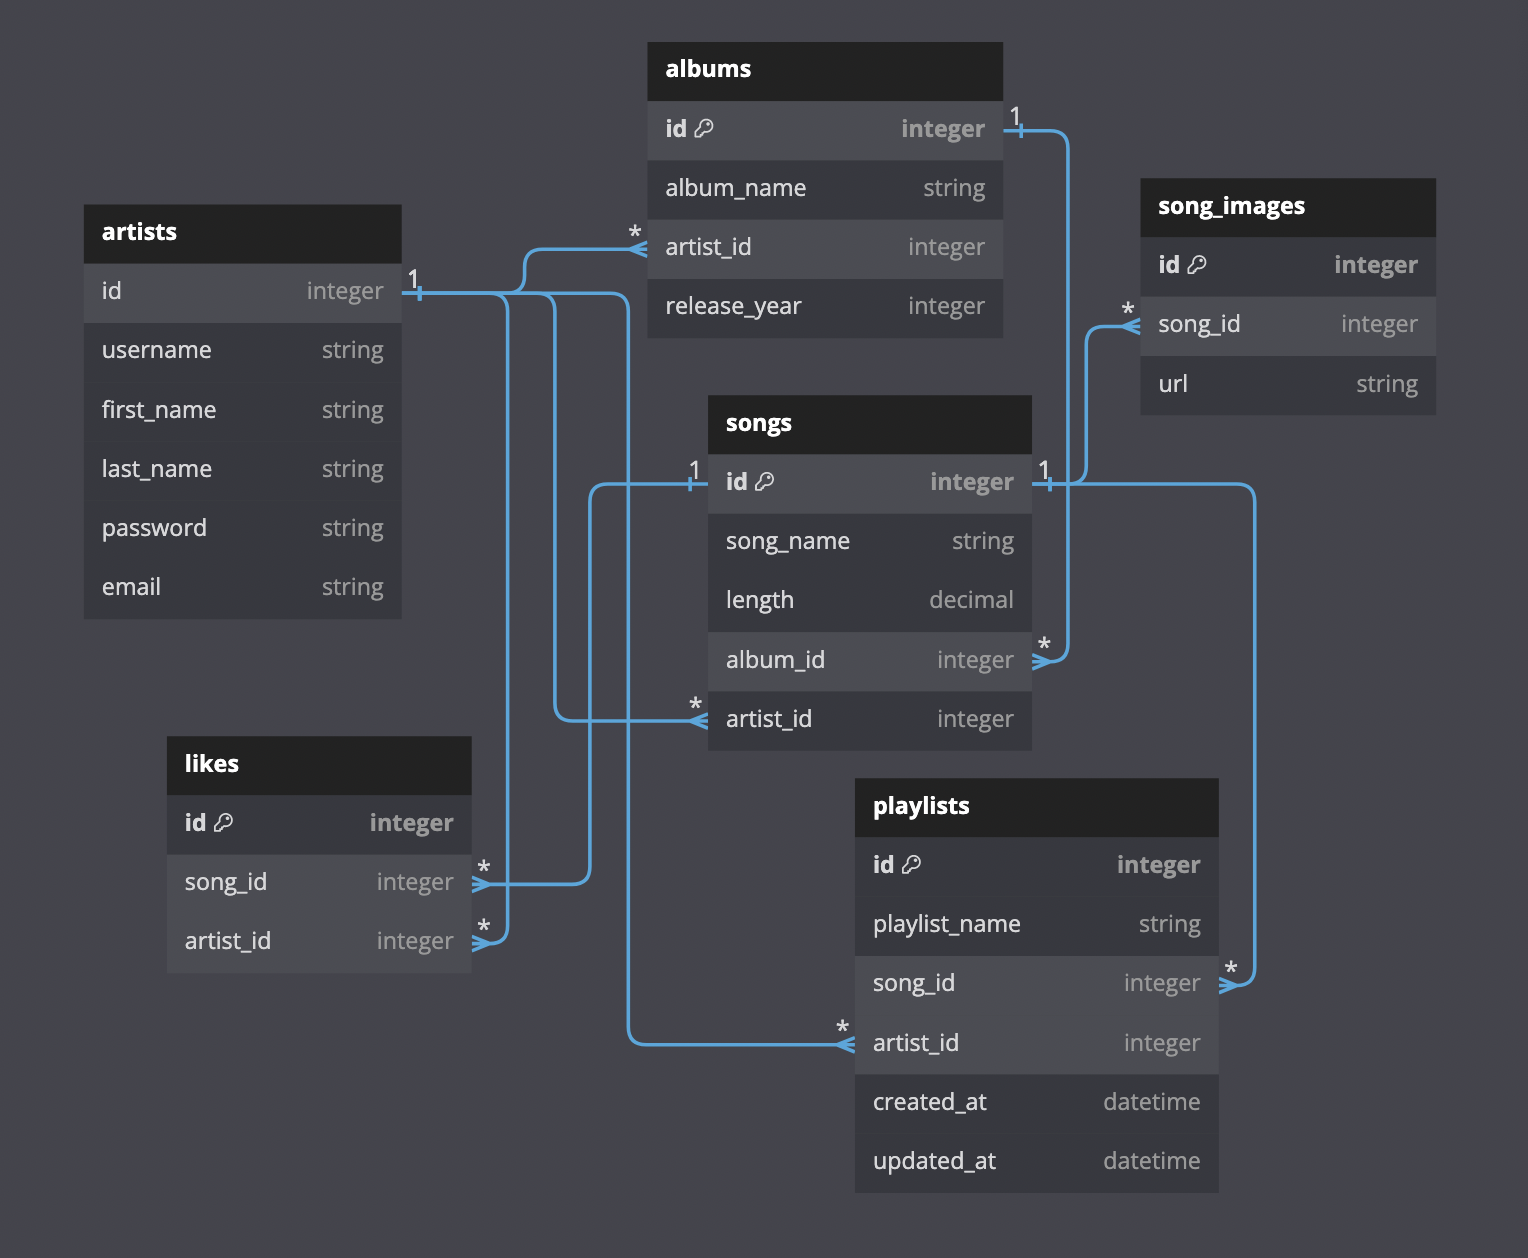 albums
id integer
album_name string
artist_id integer
release_year integer
1
*
song_images
id integer
song_id integer
url string
*
artists
id integer
username string
first_name string
last_name string
password string
email string
1
songs
id integer
song_name string
length decimal
album_id integer
artist_id integer
1
1
*
*
likes
id integer
song_id integer
artist_id integer
*
*
playlists
id integer
playlist_name string
song_id integer
artist_id integer
created_at datetime
updated_at datetime
*
*